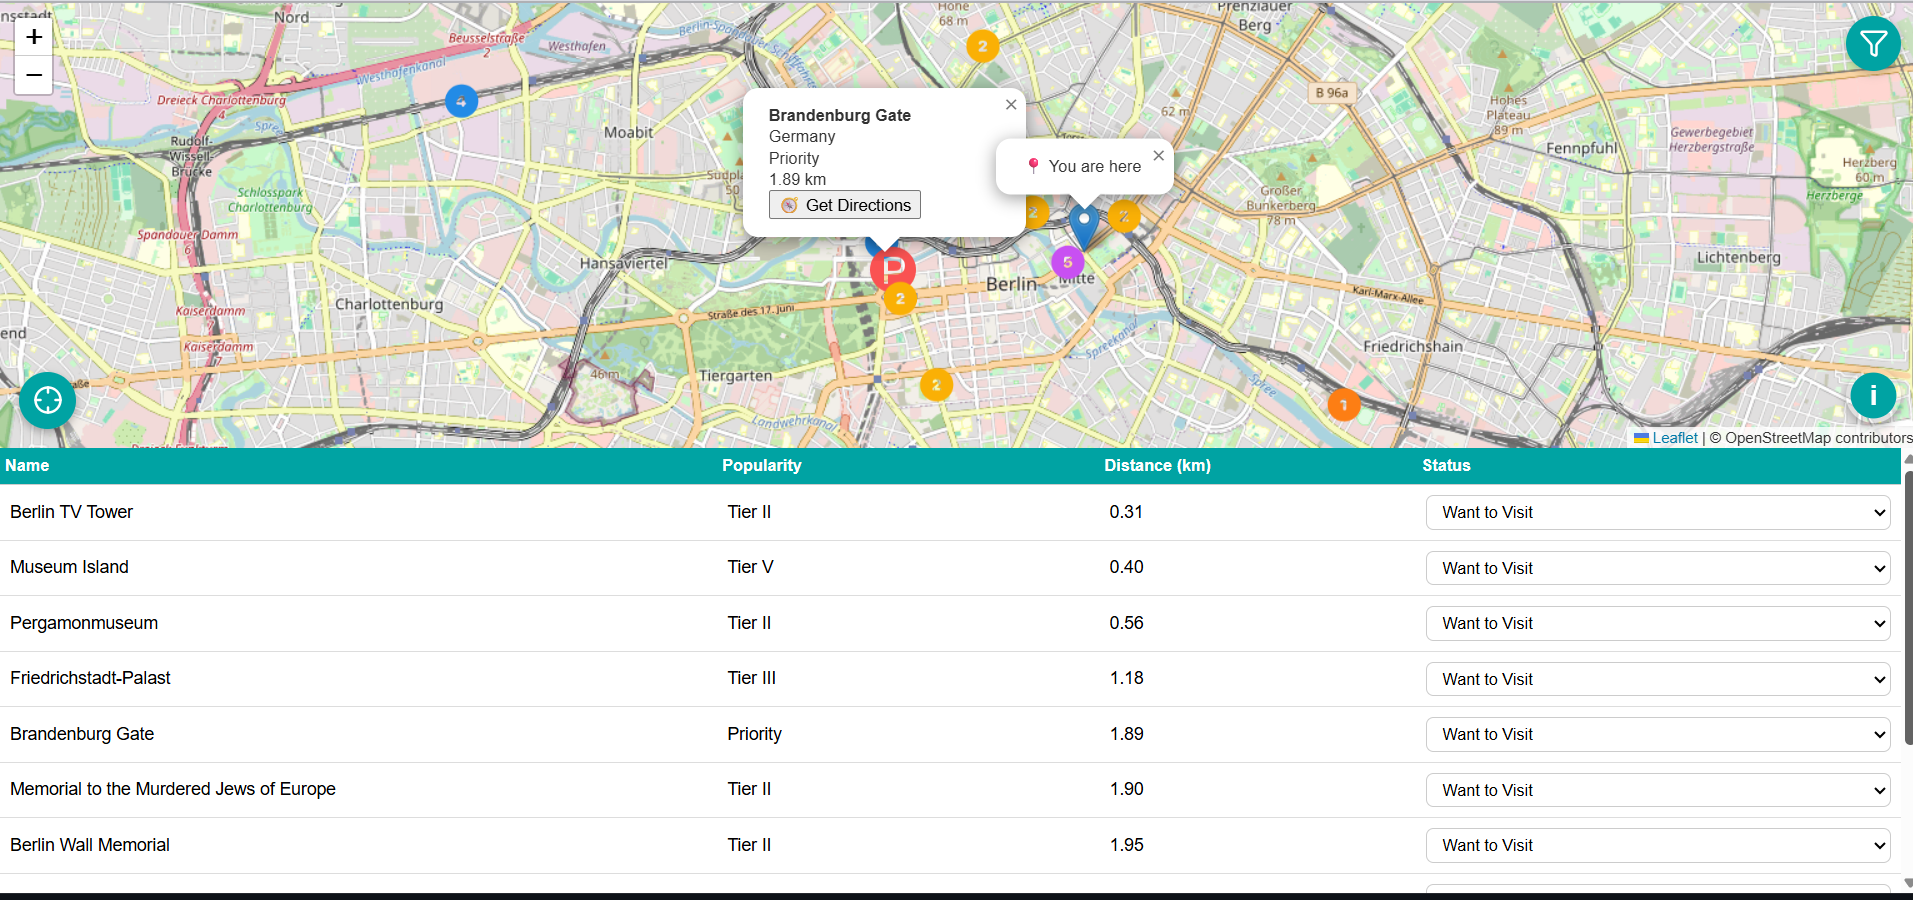 nsstadt
Nord
Beusselstraße
2
Westhafen
Westhafenkanal
Berlin-Spandauer Schifffahrtskanal
Höhe
68 m
2
Prenzlauer
Berg
+
−
Dreieck Charlottenburg
4
4
Spree
Rudolf-
Wissell-
Brücke
Moabit
B 96a
62 m
Hohes
Plateau
89 m
Gewerbegebiet
Herzbergstraße
Fennpfuhl
Herzberg
60 m
Herzberge
Brandenburg Gate
Germany
Priority
1.89 km
Get Directions
×
You are here
×
50
Schlosspark
Charlottenburg
Großer
Bunkerberg
78 m
2
2
Spandauer Damm
6
Hansaviertel
P
2
5
Berlin
Mitte
Lichtenberg
Charlottenburg
Kaiserdamm
Straße des 17. Juni
Karl-Marx-Allee
end
Kaiserdamm
7
46 m
Tiergarten
2
Spreekanal
Friedrichshain
Spree
aße
1
i
Landwehrkanal
Leaflet | © OpenStreetMap contributors
Name Popularity Distance (km) Status
Berlin TV Tower Tier II 0.31 Want to Visit
Museum Island Tier V 0.40 Want to Visit
Pergamonmuseum Tier II 0.56 Want to Visit
Friedrichstadt-Palast Tier III 1.18 Want to Visit
Brandenburg Gate Priority 1.89 Want to Visit
Memorial to the Murdered Jews of Europe Tier II 1.90 Want to Visit
Berlin Wall Memorial Tier II 1.95 Want to Visit